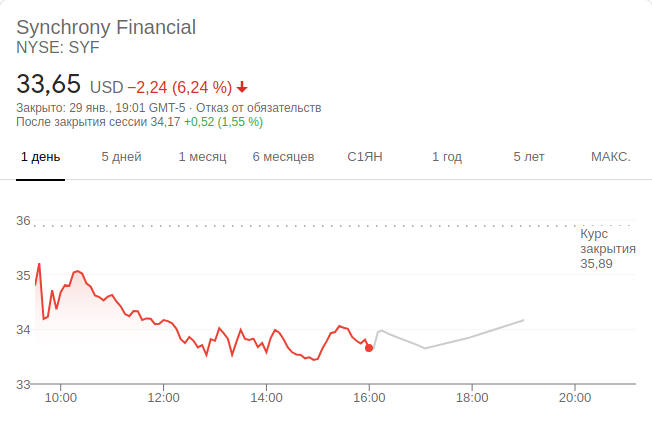 Synchrony Financial
NYSE: SYF
33,65 USD −2,24 (6,24 %)
Закрыто: 29 янв., 19:01 GMT-5 · Отказ от обязательств
После закрытия сессии 34,17 +0,52 (1,55 %)
1 день 5 дней 1 месяц 6 месяцев С1ЯН 1 год 5 лет МАКС.
36
Курс
закрытия
35,89
35
34
33
10:00 12:00 14:00 16:00 18:00 20:00